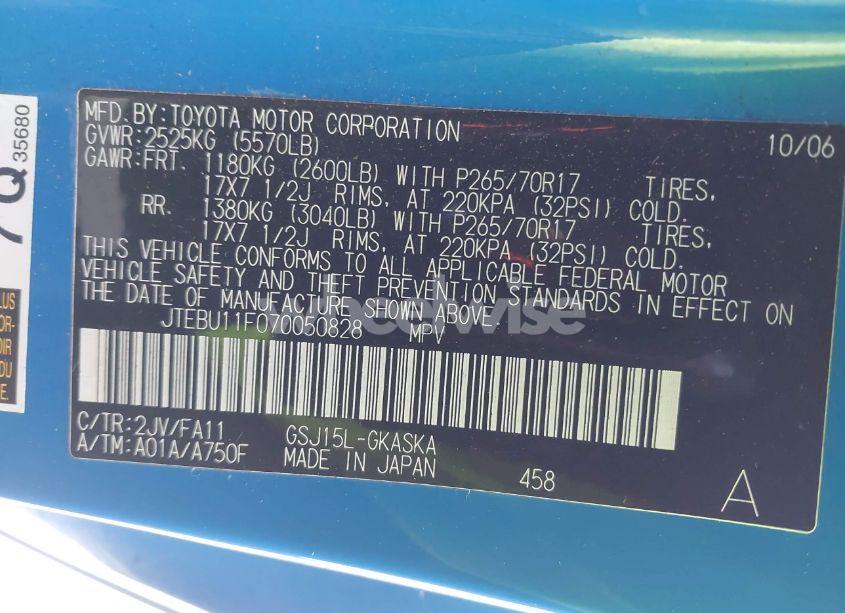 MFD. BY: TOYOTA MOTOR CORPORATION 10/06
GVWR: 2525KG (5570LB)
GAWR: FRT. 1180KG (2600LB) WITH P265/70R17 TIRES,
17X7 1/2J RIMS, AT 220KPA (32PSI) COLD.
RR. 1380KG (3040LB) WITH P265/70R17 TIRES,
17X7 1/2J RIMS, AT 220KPA (32PSI) COLD.
THIS VEHICLE CONFORMS TO ALL APPLICABLE FEDERAL MOTOR
VEHICLE SAFETY AND THEFT PREVENTION STANDARDS IN EFFECT ON
THE DATE OF MANUFACTURE SHOWN ABOVE.
JTEBU11F070050828 MPV
C/TR: 2JV/FA11 GSJ15L-GKASKA
A/TM: A01A/A750F MADE IN JAPAN 458 A
35680